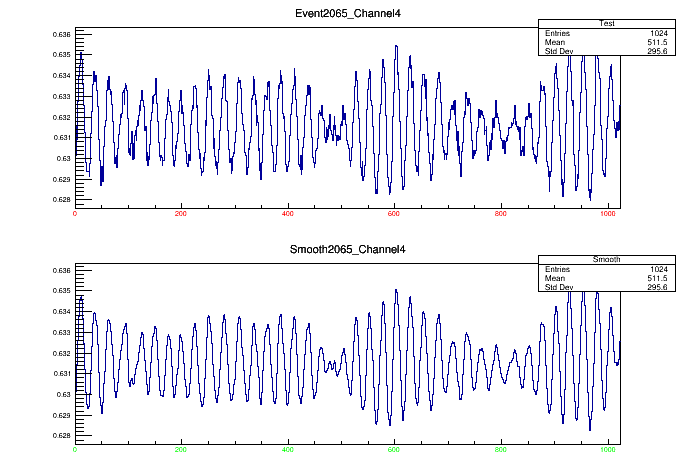 Event2065_Channel4
Test
Entries 1024
Mean 511.5
Std Dev 295.6
0.636
0.635
0.634
0.633
0.632
0.631
0.63
0.629
0.628
0 200 400 600 800 1000
Smooth2065_Channel4
Smooth
Entries 1024
Mean 511.5
Std Dev 295.6
0.636
0.635
0.634
0.633
0.632
0.631
0.63
0.629
0.628
0 200 400 600 800 1000